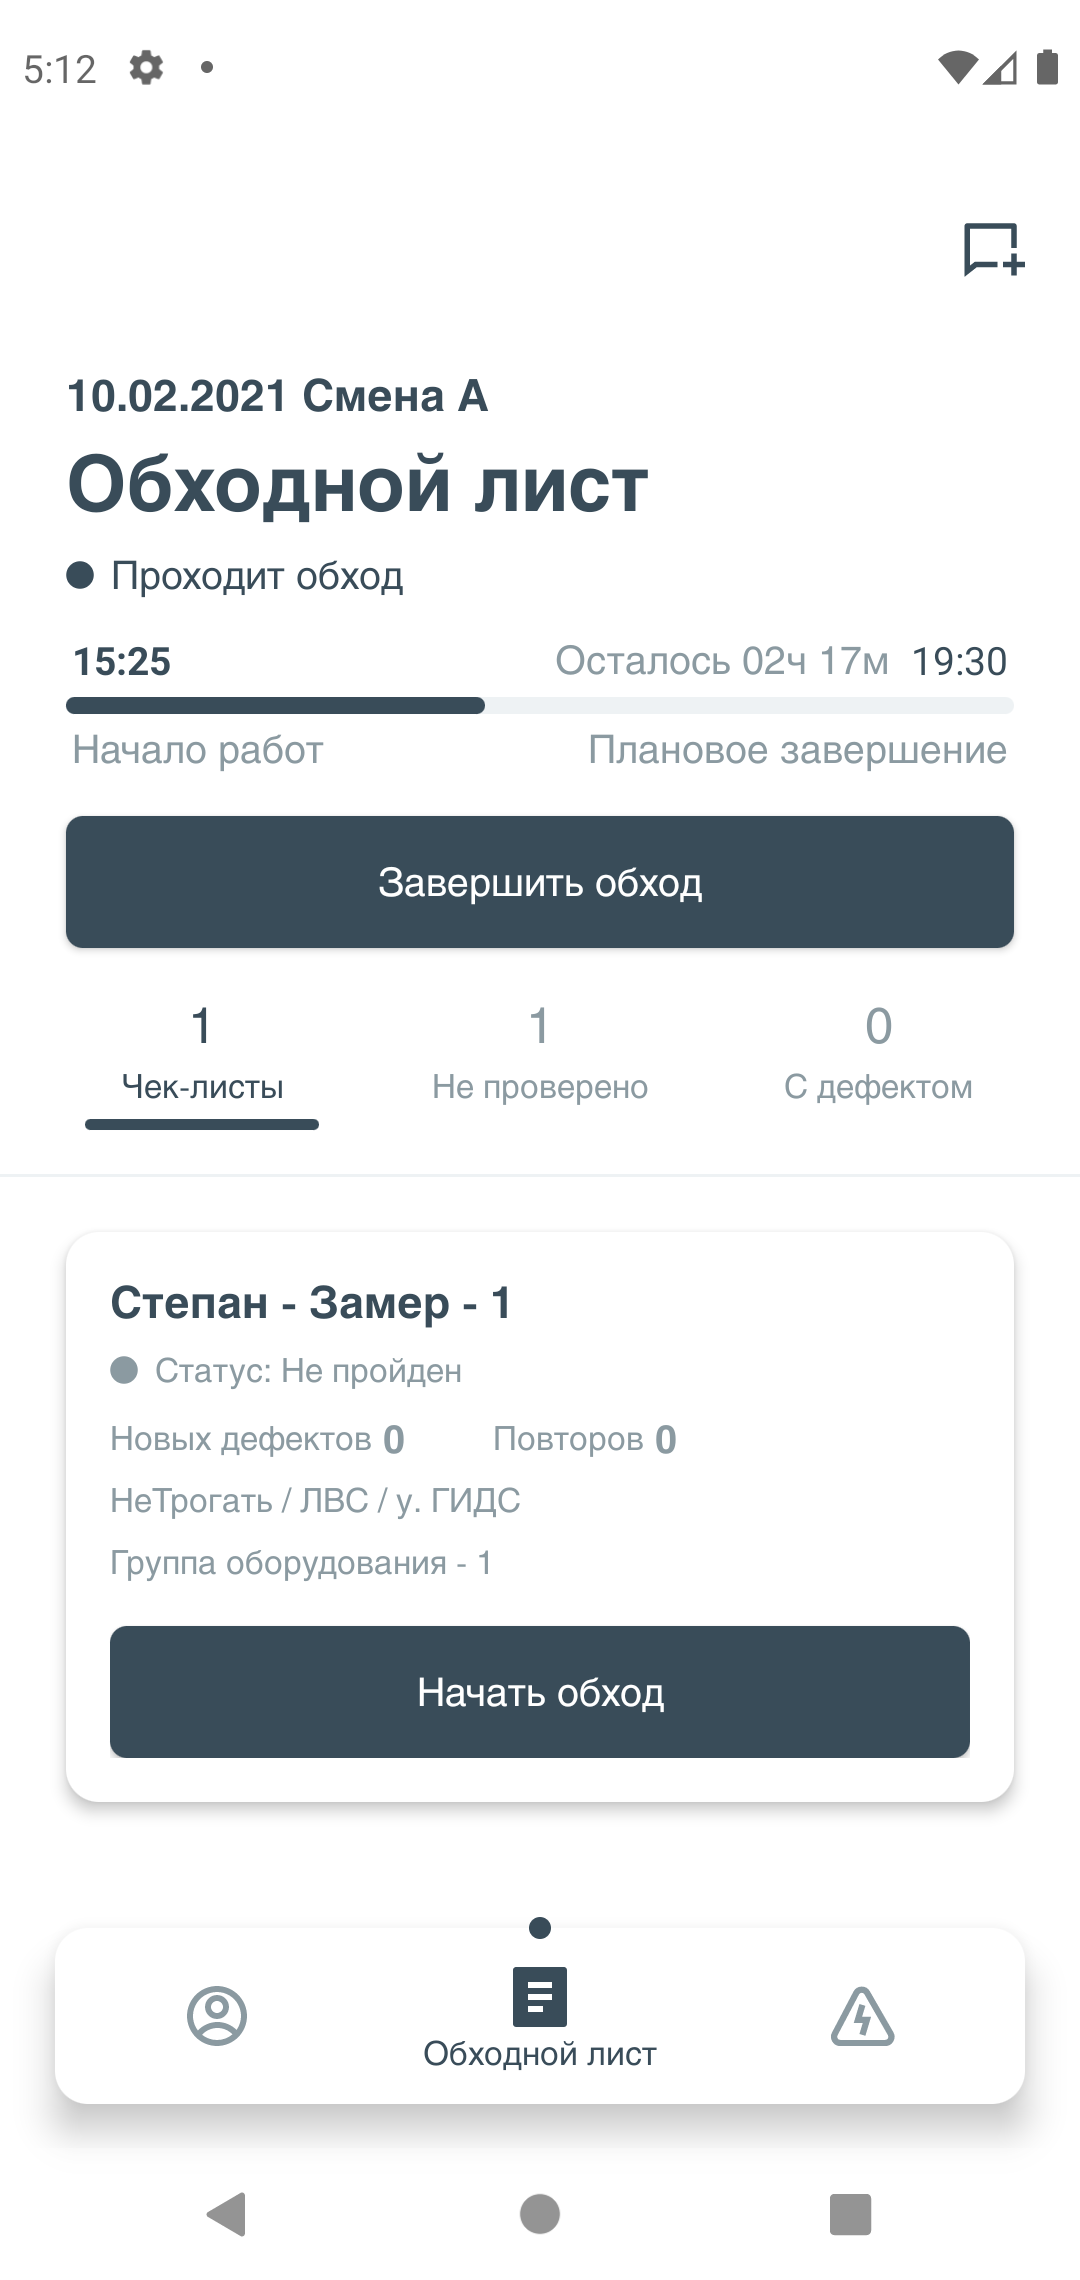 5:12
10.02.2021 Смена А
Обходной лист
Проходит обход
15:25 Осталось 02ч 17м 19:30
Начало работ Плановое завершение
Завершить обход
1 1 0
Чек-листы Не проверено С дефектом
Степан - Замер - 1
Статус: Не пройден
Новых дефектов 0 Повторов 0
НеТрогать / ЛВС / у. ГИДС
Группа оборудования - 1
Начать обход
Обходной лист